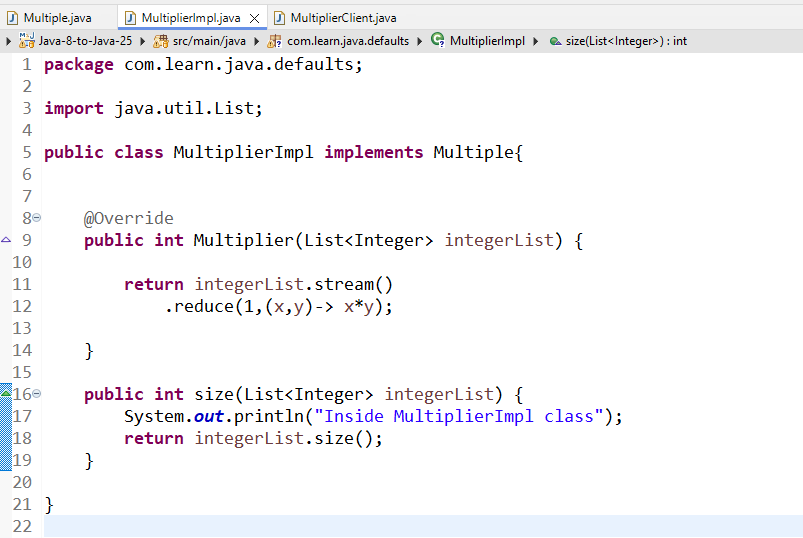 Multiple.java MultiplierImpl.java MultiplierClient.java
Java-8-to-Java-25 src/main/java com.learn.java.defaults MultiplierImpl size(List<Integer>) : int
1 package com.learn.java.defaults;
2
3 import java.util.List;
4
5 public class MultiplierImpl implements Multiple{
6
7
8 @Override
9 public int Multiplier(List<Integer> integerList) {
10
11 return integerList.stream()
12 .reduce(1,(x,y)-> x*y);
13
14 }
15
16 public int size(List<Integer> integerList) {
17 System.out.println("Inside MultiplierImpl class");
18 return integerList.size();
19 }
20
21 }
22